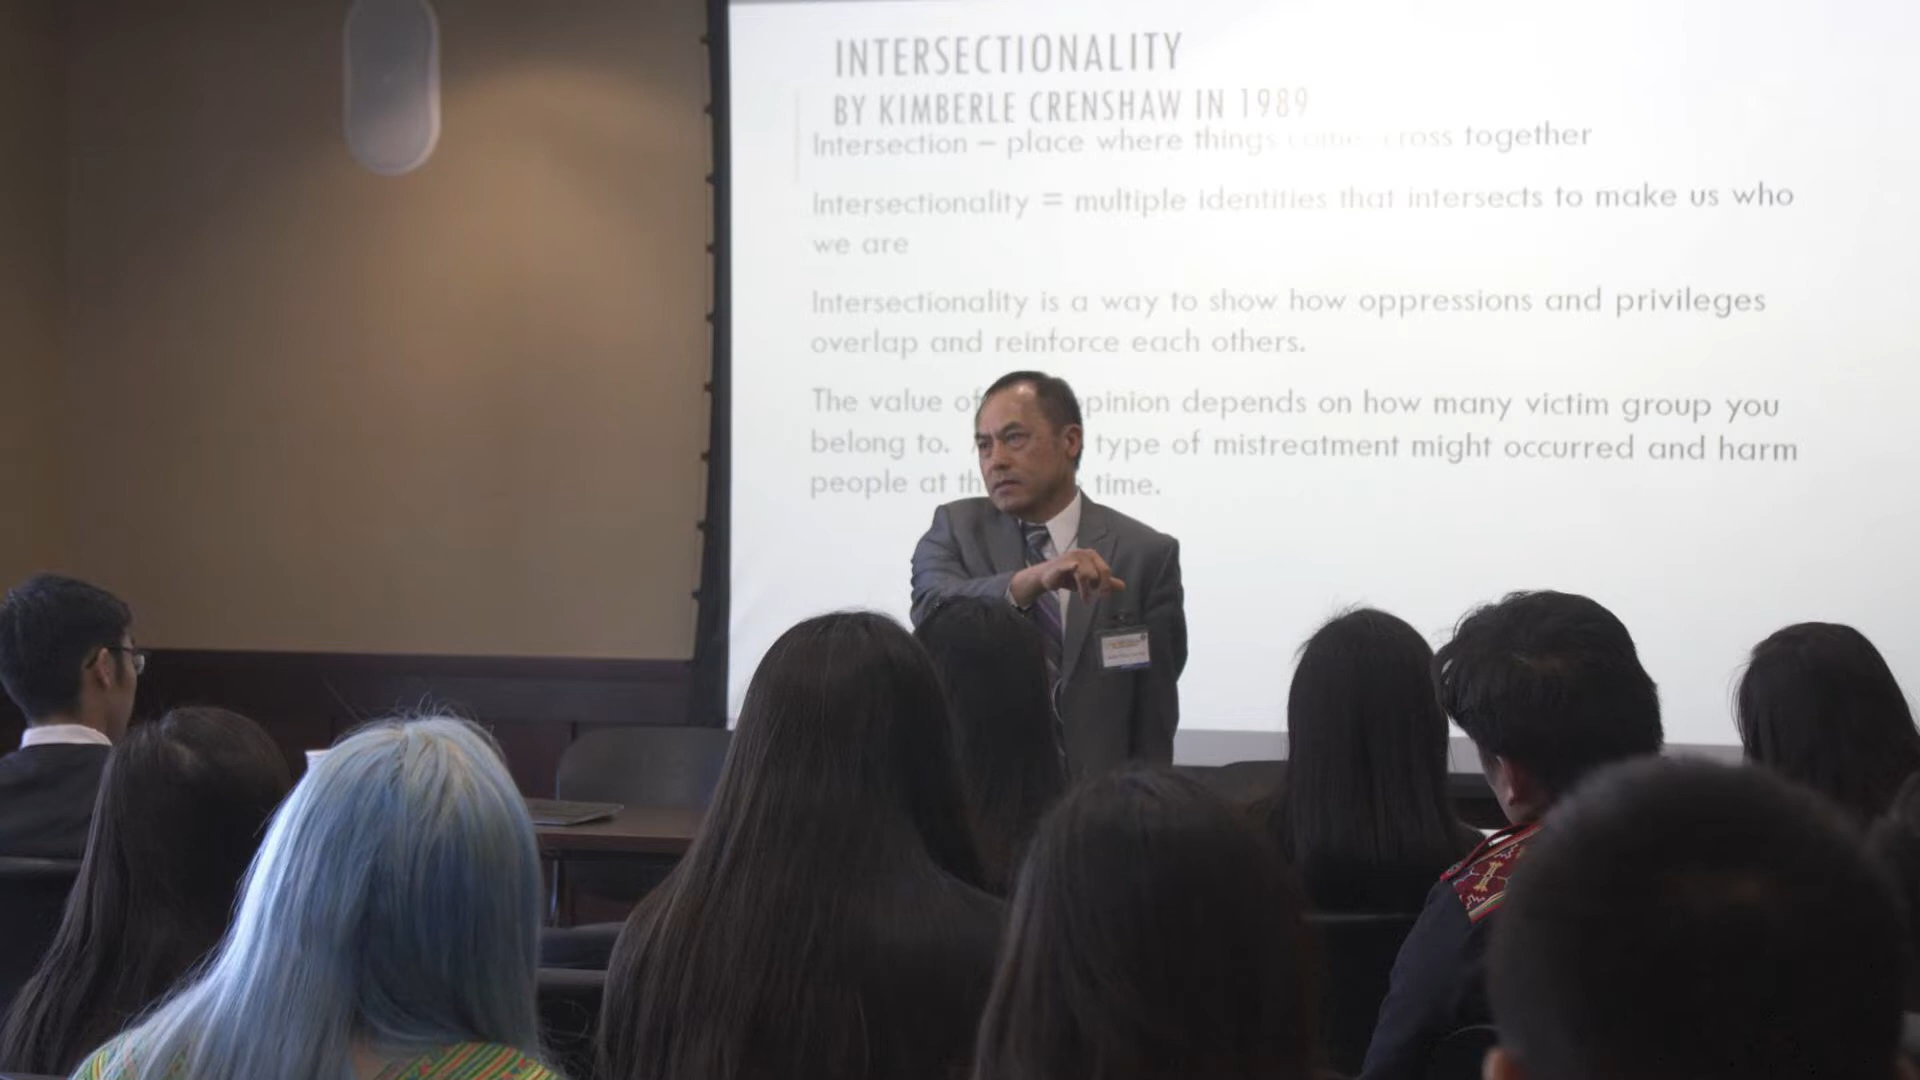 INTERSECTIONALITY
BY KIMBERLE CRENSHAW IN 1989
Intersection – place where things come cross together
Intersectionality = multiple identities that intersects to make us who
we are
Intersectionality is a way to show how oppressions and privileges
overlap and reinforce each others.
The value of pinion depends on how many victim group you
belong to. type of mistreatment might occurred and harm
people at th time.